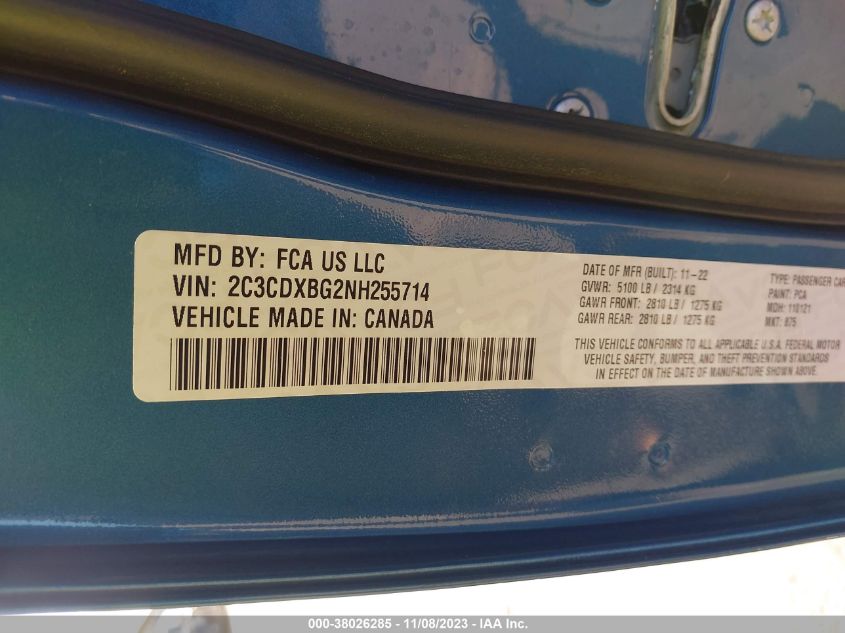 MFD BY: FCA US LLC
VIN: 2C3CDXBG2NH255714
VEHICLE MADE IN: CANADA
DATE OF MFR (BUILT): 11-22
GVWR: 5100 LB / 2314 KG
GAWR FRONT: 2810 LB / 1275 KG
GAWR REAR: 2810 LB / 1275 KG
TYPE: PASSENGER CAR
PAINT: PCA
MDH: 110121
MKT: 875
THIS VEHICLE CONFORMS TO ALL APPLICABLE U.S.A. FEDERAL MOTOR
VEHICLE SAFETY, BUMPER, AND THEFT PREVENTION STANDARDS
IN EFFECT ON THE DATE OF MANUFACTURE SHOWN ABOVE.
000-38026285 - 11/08/2023 - IAA Inc.